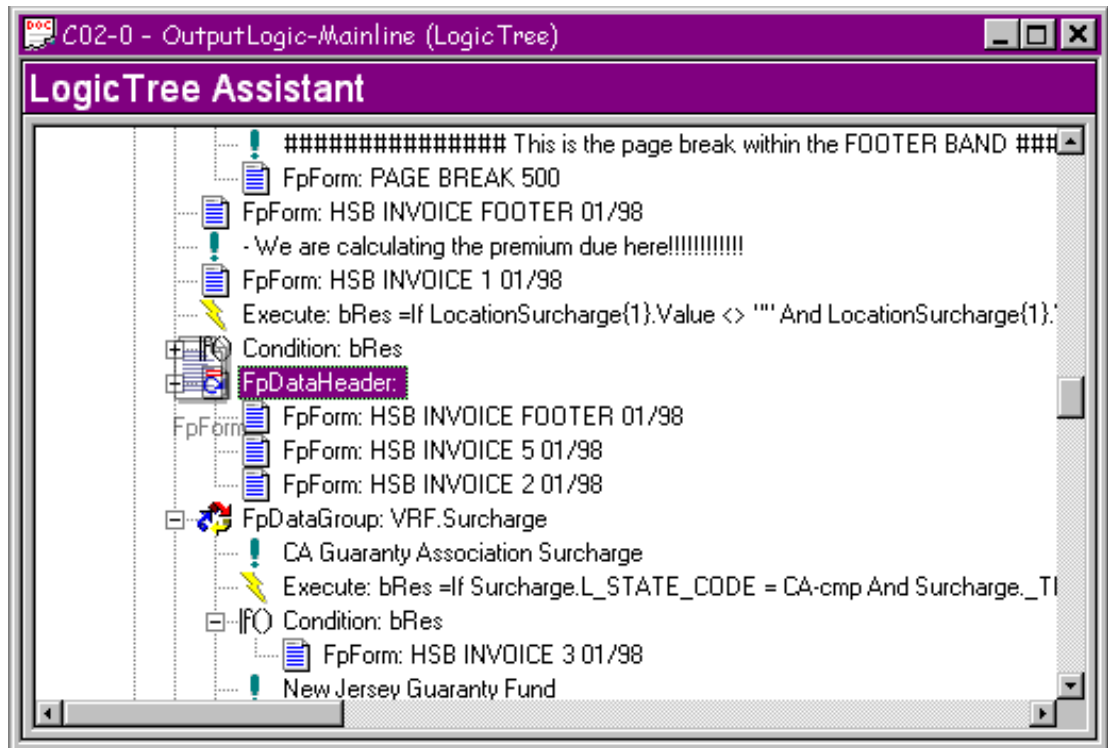 DOC C02-0 - OutputLogic-Mainline (LogicTree)
LogicTree Assistant
################ This is the page break within the FOOTER BAND ###
FpForm: PAGE BREAK 500
FpForm: HSB INVOICE FOOTER 01/98
- We are calculating the premium due here!!!!!!!!!!!!
FpForm: HSB INVOICE 1 01/98
Execute: bRes =If LocationSurcharge{1}.Value <> "" And LocationSurcharge{1}.
If() Condition: bRes
FpDataHeader:
FpForm
FpForm: HSB INVOICE FOOTER 01/98
FpForm: HSB INVOICE 5 01/98
FpForm: HSB INVOICE 2 01/98
FpDataGroup: VRF.Surcharge
CA Guaranty Association Surcharge
Execute: bRes =If Surcharge.L_STATE_CODE = CA-cmp And Surcharge._
If() Condition: bRes
FpForm: HSB INVOICE 3 01/98
New Jersey Guaranty Fund